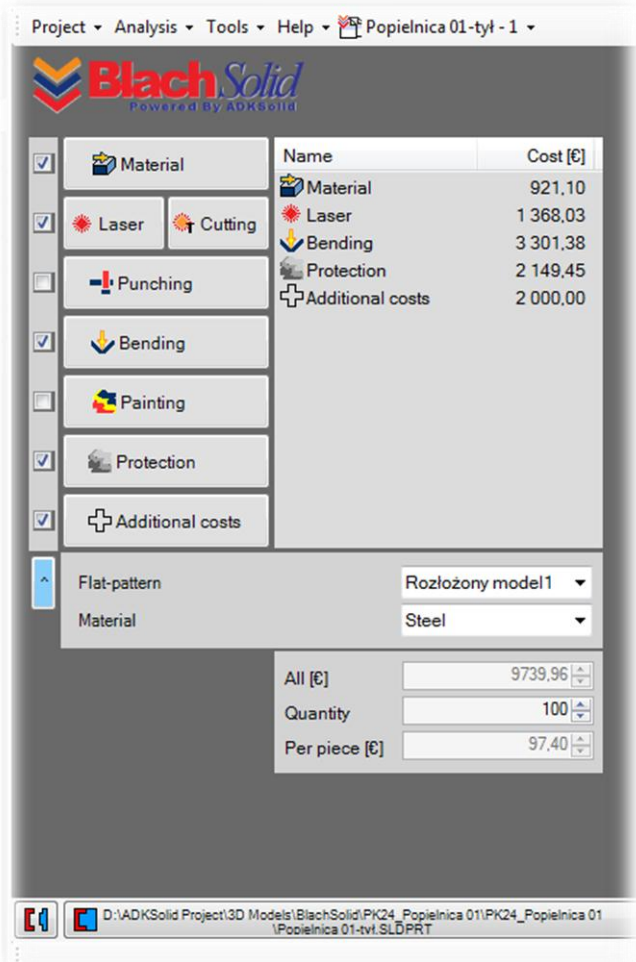 Project Analysis Tools Help Popielnica 01-tył - 1
BlachSolid
Powered By ADKSolid
Material
Laser Cutting
Punching
Bending
Painting
Protection
Additional costs
Name Cost [€]
Material 921,10
Laser 1 368,03
Bending 3 301,38
Protection 2 149,45
Additional costs 2 000,00
Flat-pattern Rozłożony model1
Material Steel
All [€] 9739,96
Quantity 100
Per piece [€] 97,40
D:\ADKSolid Project\3D Models\BlachSolid\PK24_Popielnica 01\PK24_Popielnica 01
\Popielnica 01-tył.SLDPRT